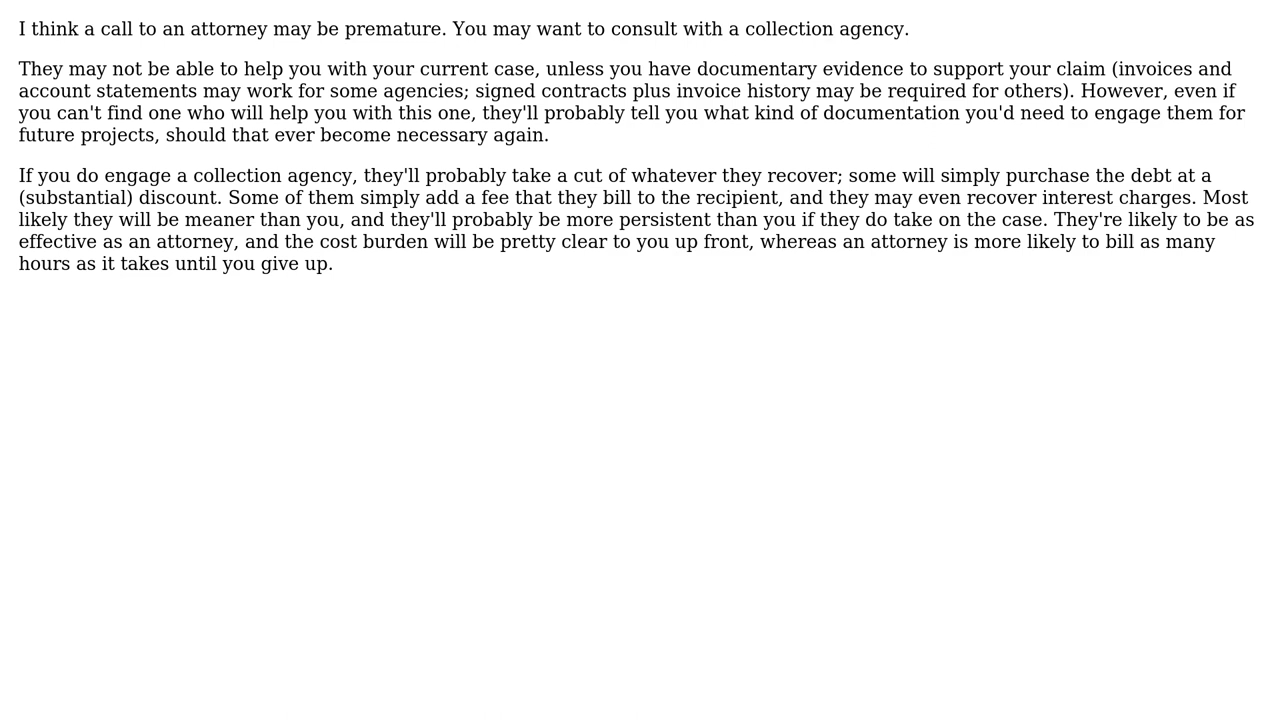 I think a call to an attorney may be premature. You may want to consult with a collection agency.
They may not be able to help you with your current case, unless you have documentary evidence to support your claim (invoices and
account statements may work for some agencies; signed contracts plus invoice history may be required for others). However, even if
you can't find one who will help you with this one, they'll probably tell you what kind of documentation you'd need to engage them for
future projects, should that ever become necessary again.
If you do engage a collection agency, they'll probably take a cut of whatever they recover; some will simply purchase the debt at a
(substantial) discount. Some of them simply add a fee that they bill to the recipient, and they may even recover interest charges. Most
likely they will be meaner than you, and they'll probably be more persistent than you if they do take on the case. They're likely to be as
effective as an attorney, and the cost burden will be pretty clear to you up front, whereas an attorney is more likely to bill as many
hours as it takes until you give up.